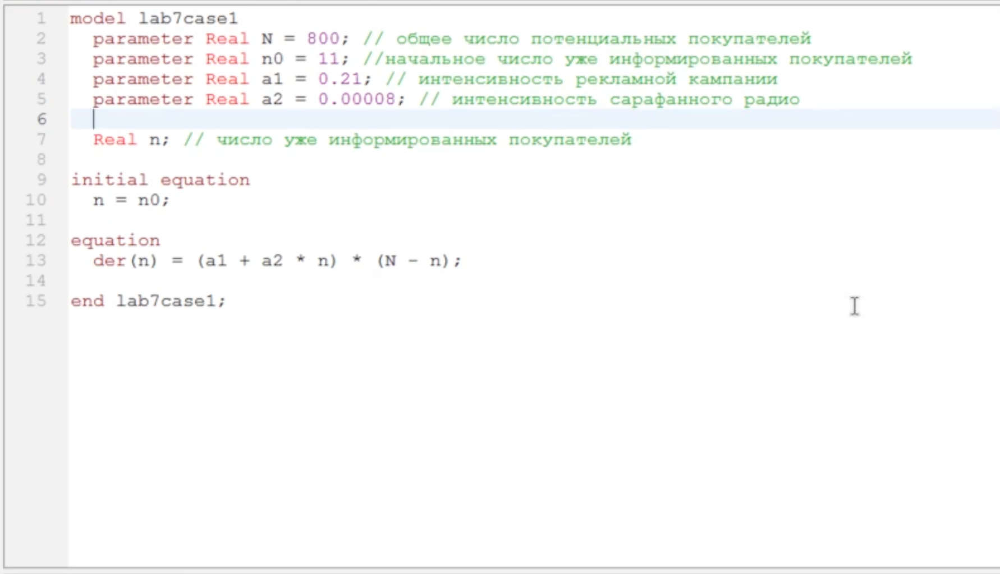 1 model lab7case1
2 parameter Real N = 800; // общее число потенциальных покупателей
3 parameter Real n0 = 11; //начальное число уже информированных покупателей
4 parameter Real a1 = 0.21; // интенсивность рекламной кампании
5 parameter Real a2 = 0.00008; // интенсивность сарафанного радио
6
7 Real n; // число уже информированных покупателей
8
9 initial equation
10 n = n0;
11
12 equation
13 der(n) = (a1 + a2 * n) * (N - n);
14
15 end lab7case1;